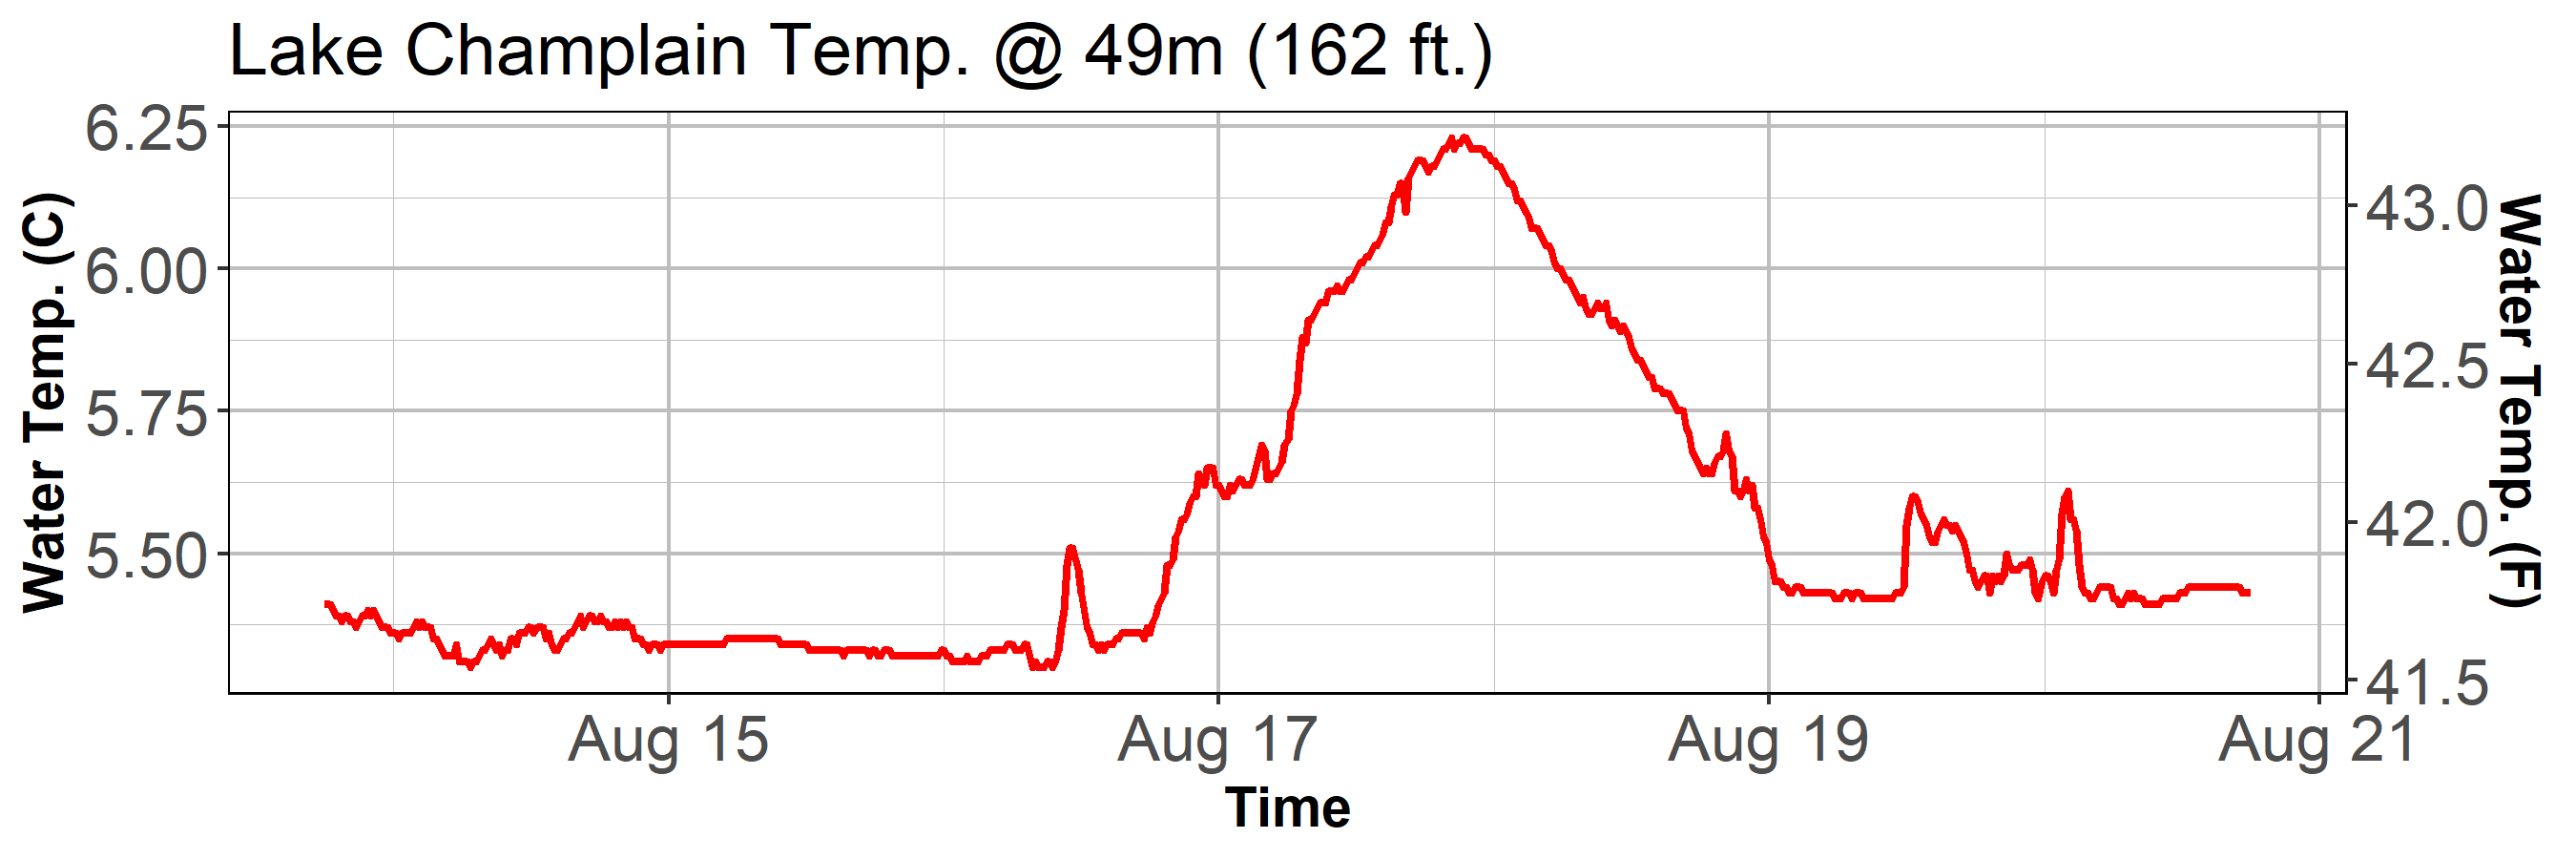 Lake Champlain Temp. @ 49m (162 ft.)
Water Temp. (C)
6.25
6.00
5.75
5.50
43.0
42.5
42.0
41.5
Water Temp. (F)
Aug 15
Aug 17
Aug 19
Aug 21
Time